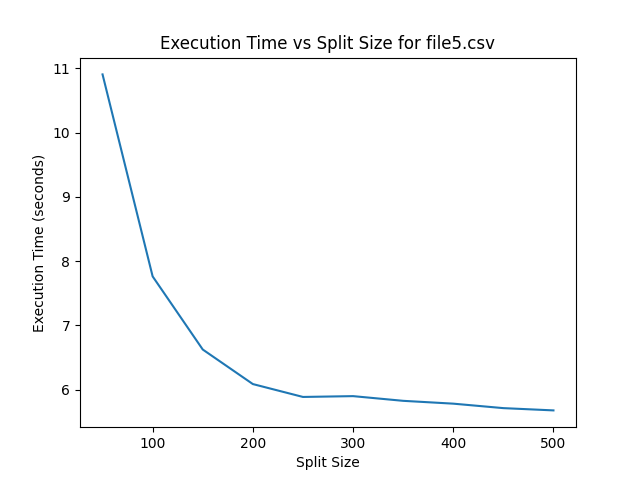 Execution Time vs Split Size for file5.csv
11
10
9
8
7
6
Execution Time (seconds)
100 200 300 400 500
Split Size